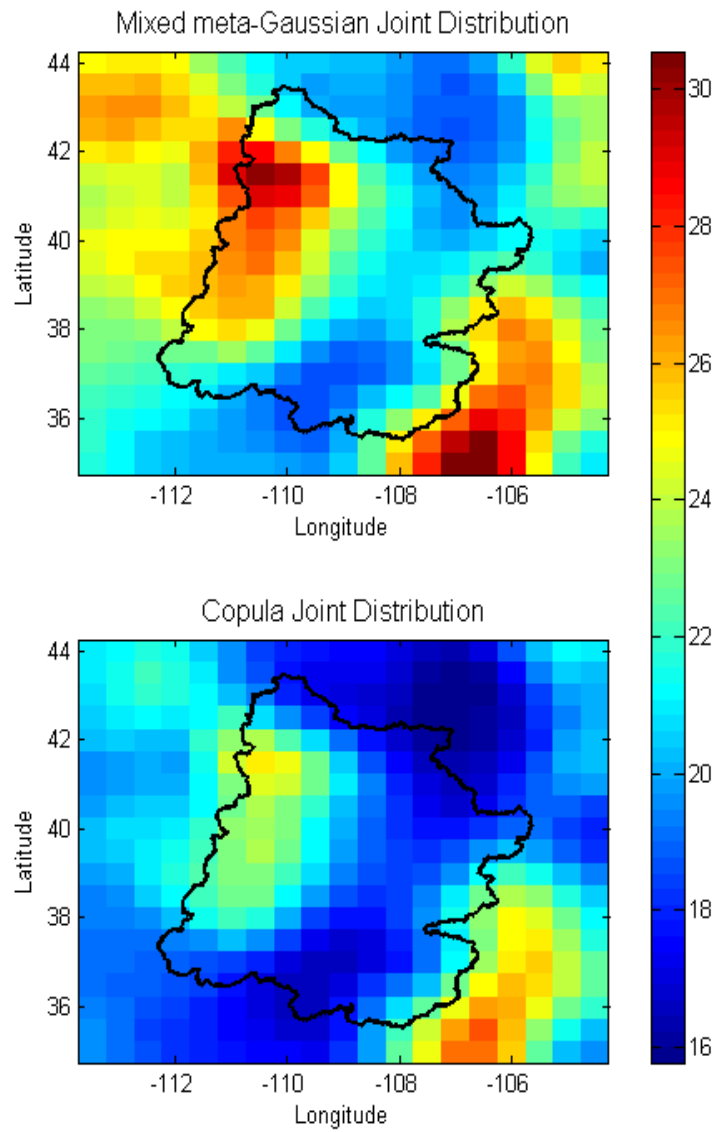 Mixed meta-Gaussian Joint Distribution
44
42
40
38
36
Latitude
-112 -110 -108 -106
Longitude
30
28
26
24
22
20
18
16
Copula Joint Distribution
44
42
40
38
36
Latitude
-112 -110 -108 -106
Longitude